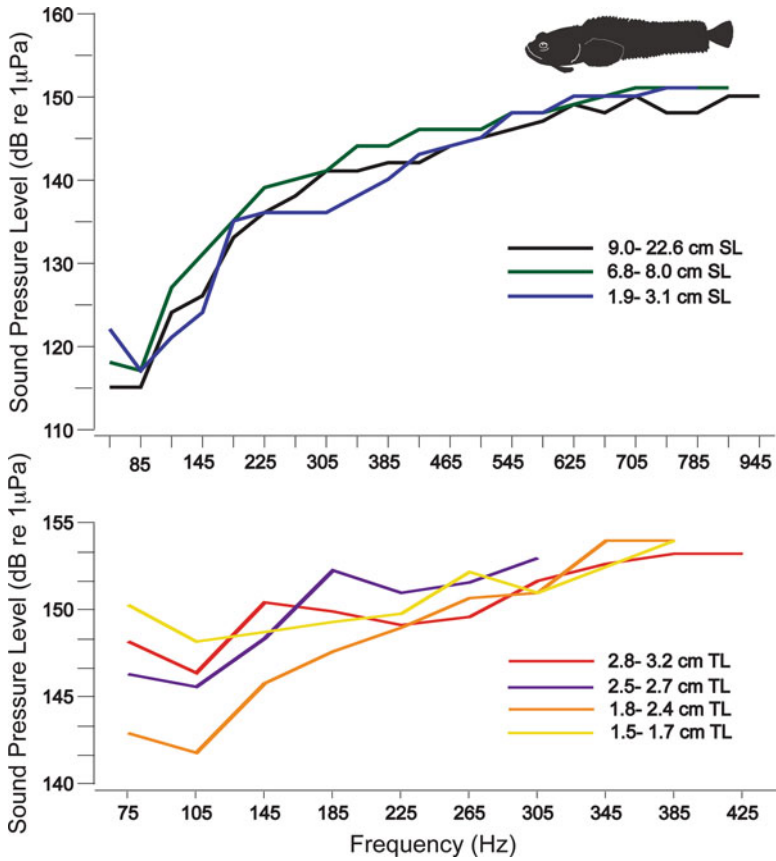 160
150
140
130
120
110
Sound Pressure Level (dB re 1μPa)
9.0- 22.6 cm SL
6.8- 8.0 cm SL
1.9- 3.1 cm SL
85 145 225 305 385 465 545 625 705 785 945
155
150
145
140
Sound Pressure Level (dB re 1μPa)
2.8- 3.2 cm TL
2.5- 2.7 cm TL
1.8- 2.4 cm TL
1.5- 1.7 cm TL
75 105 145 185 225 265 305 345 385 425
Frequency (Hz)